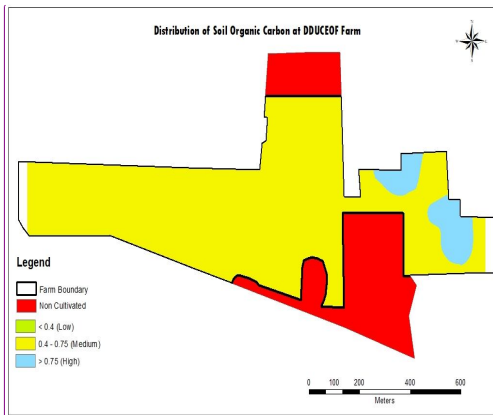 Distribution of Soil Organic Carbon at DDUCEOF Farm
Legend
Farm Boundary
Non Cultivated
< 0.4 (Low)
0.4 - 0.75 (Medium)
> 0.75 (High)
0 100 200 400 600
Meters